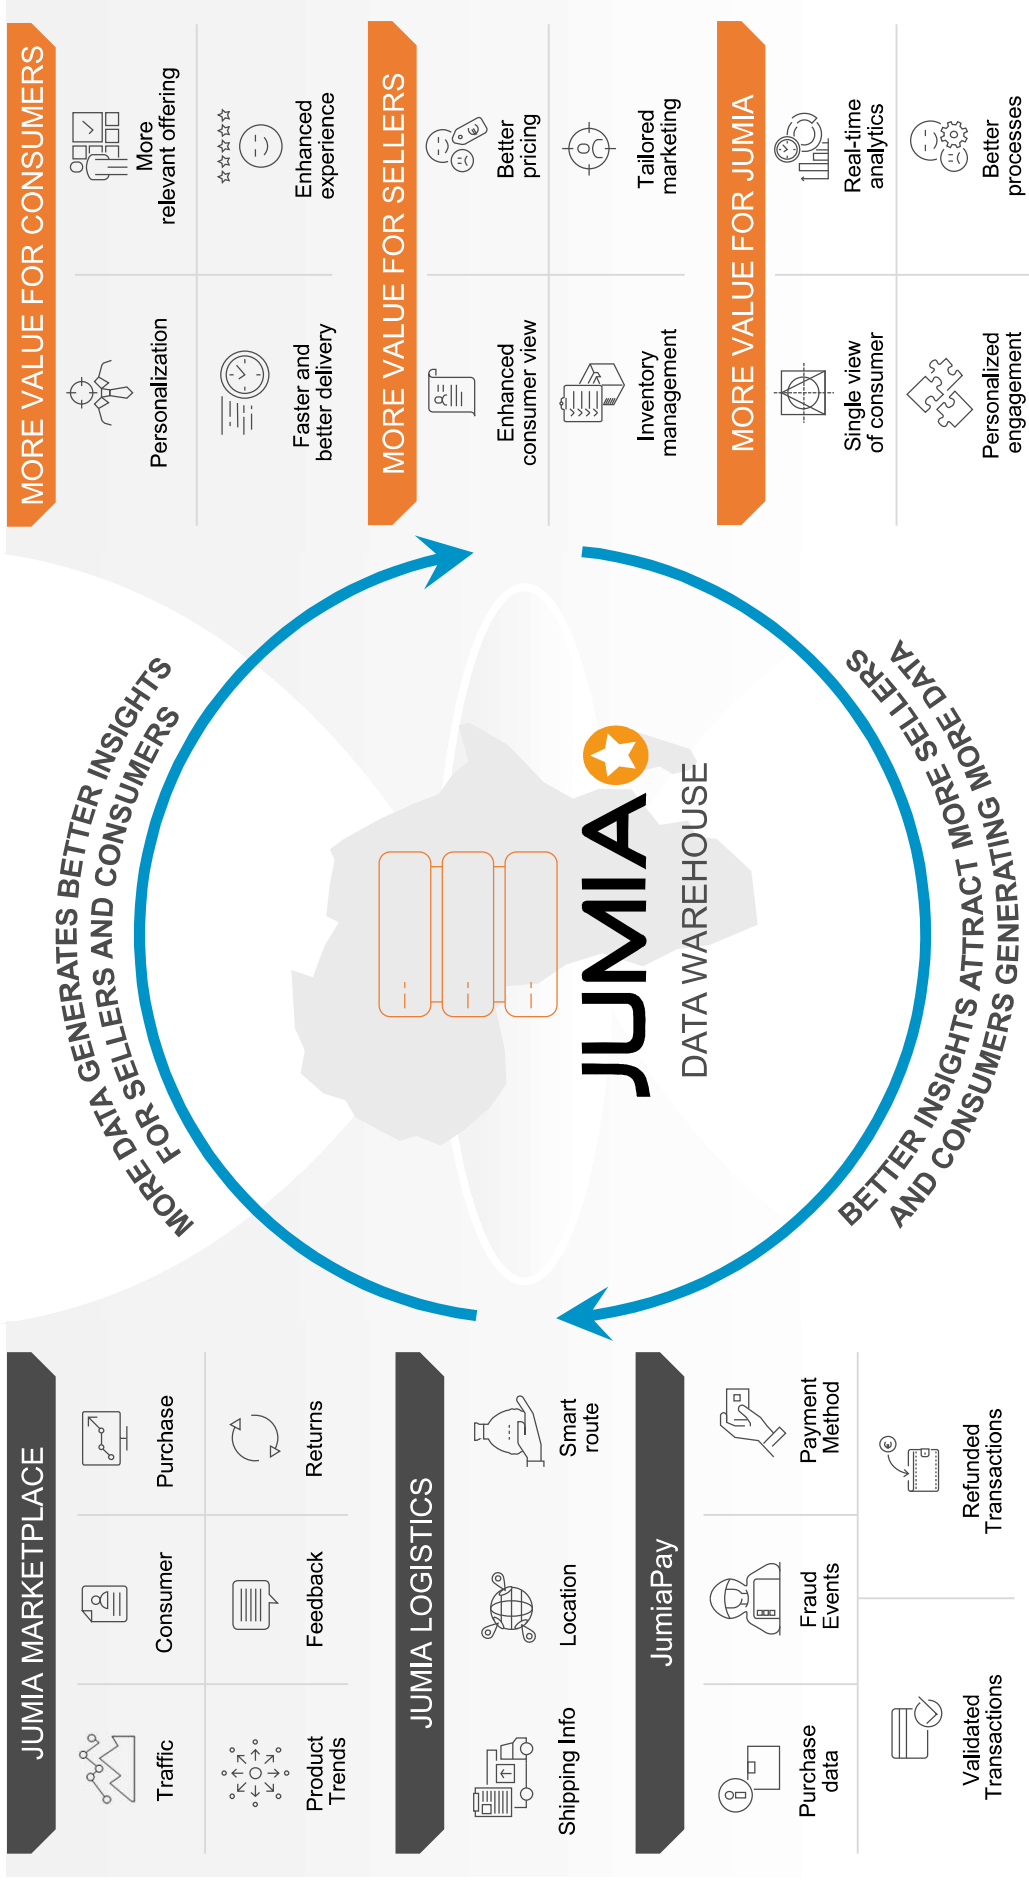 JUMIA MARKETPLACE
Traffic
Consumer
Purchase
Product
Trends
Feedback
Returns
JUMIA LOGISTICS
Shipping Info
Location
Smart
route
JumiaPay
Purchase
data
Fraud
Events
Payment
Method
Validated
Transactions
Refunded
Transactions
MORE DATA GENERATES BETTER INSIGHTS
FOR SELLERS AND CONSUMERS
JUMIA
DATA WAREHOUSE
BETTER INSIGHTS ATTRACT MORE SELLERS
AND CONSUMERS GENERATING MORE DATA
MORE VALUE FOR CONSUMERS
Personalization
More
relevant offering
Faster and
better delivery
Enhanced
experience
MORE VALUE FOR SELLERS
Enhanced
consumer view
Better
pricing
Inventory
management
Tailored
marketing
MORE VALUE FOR JUMIA
Single view
of consumer
Real-time
analytics
Personalized
engagement
Better
processes